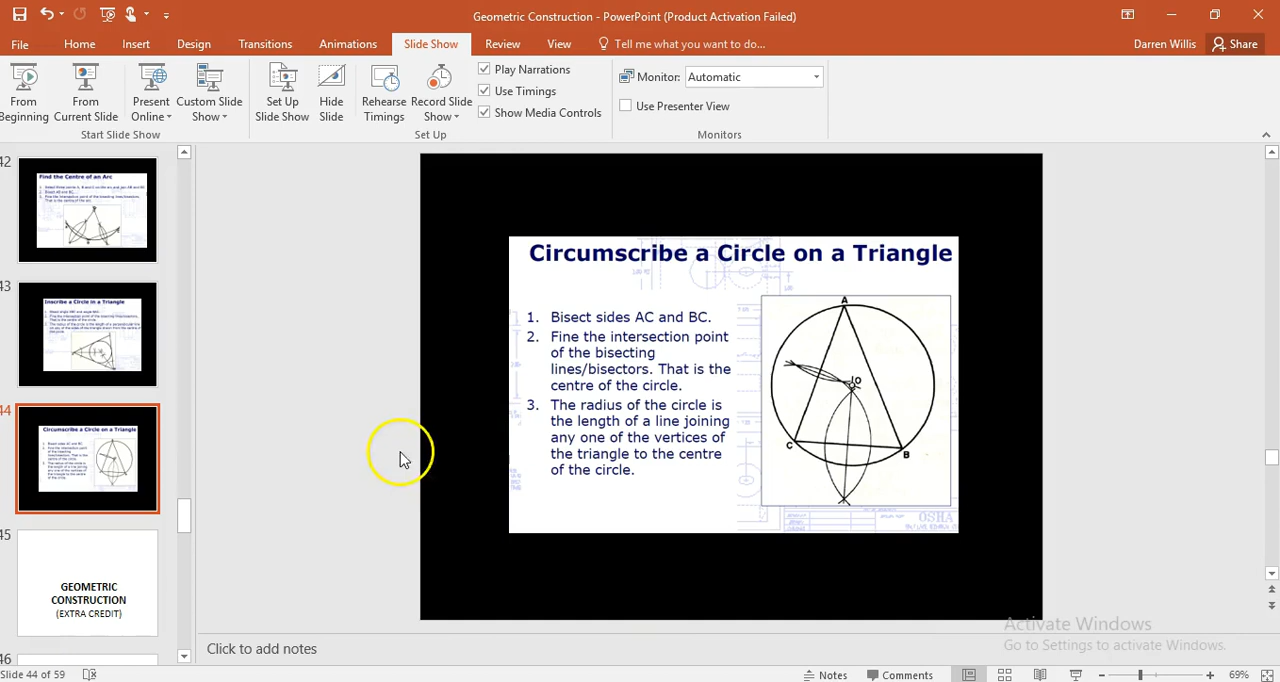 Geometric Construction - PowerPoint (Product Activation Failed)
File Home Insert Design Transitions Animations Slide Show Review View Tell me what you want to do... Darren Willis Share
From Beginning
From Current Slide
Present Online
Custom Slide Show
Set Up Slide Show
Hide Slide
Rehearse Timings
Record Slide Show
Play Narrations
Use Timings
Show Media Controls
Monitor: Automatic
Use Presenter View
Start Slide Show
Set Up
Monitors
42
Find the Centre of an Arc
43
Inscribe a Circle in a Triangle
44
Circumscribe a Circle on a Triangle
45
GEOMETRIC
CONSTRUCTION
(EXTRA CREDIT)
46
Circumscribe a Circle on a Triangle
1. Bisect sides AC and BC.
2. Fine the intersection point
of the bisecting
lines/bisectors. That is the
centre of the circle.
3. The radius of the circle is
the length of a line joining
any one of the vertices of
the triangle to the centre
of the circle.
A
O
C
B
OSHA
Click to add notes
Activate Windows
Go to Settings to activate Windows.
Slide 44 of 59
Notes
Comments
69%